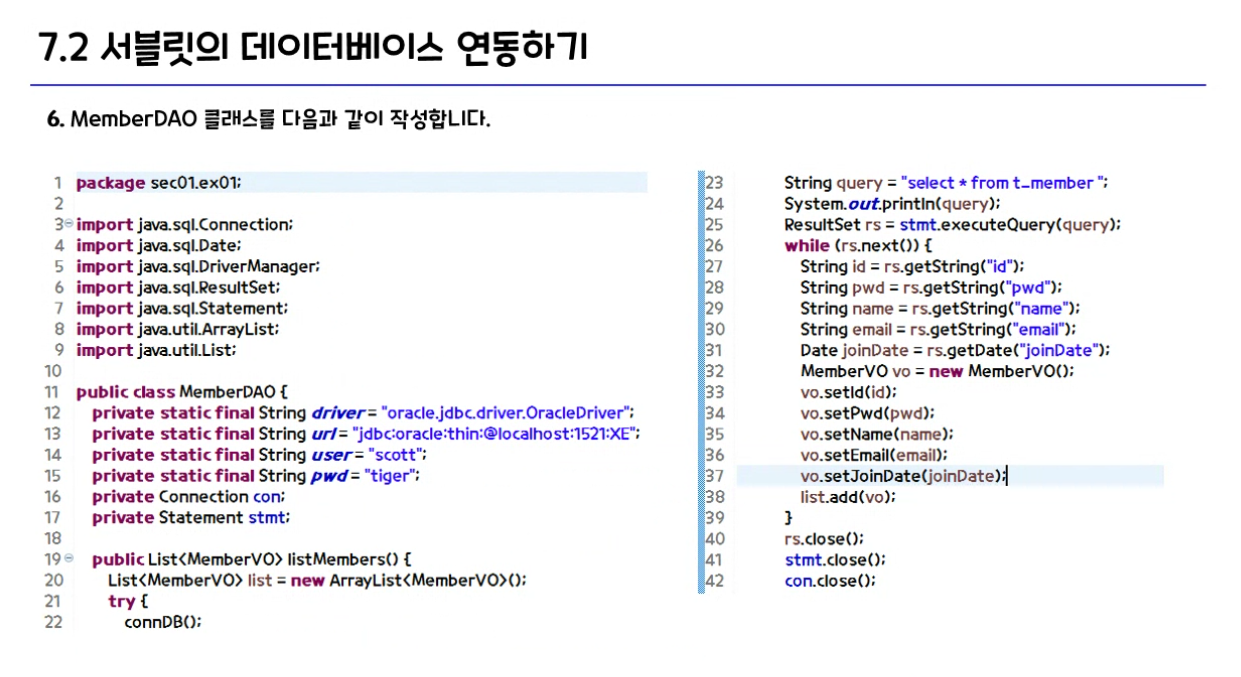 7.2 서블릿의 데이터베이스 연동하기
6. MemberDAO 클래스를 다음과 같이 작성합니다.
1 package sec01.ex01;
2
3 import java.sql.Connection;
4 import java.sql.Date;
5 import java.sql.DriverManager;
6 import java.sql.ResultSet;
7 import java.sql.Statement;
8 import java.util.ArrayList;
9 import java.util.List;
10
11 public class MemberDAO {
12 private static final String driver = "oracle.jdbc.driver.OracleDriver";
13 private static final String url = "jdbc:oracle:thin:@localhost:1521:XE";
14 private static final String user = "scott";
15 private static final String pwd = "tiger";
16 private Connection con;
17 private Statement stmt;
18
19 public List<MemberVO> listMembers() {
20 List<MemberVO> list = new ArrayList<MemberVO>();
21 try {
22 connDB();
23 String query = "select * from t_member ";
24 System.out.println(query);
25 ResultSet rs = stmt.executeQuery(query);
26 while (rs.next()) {
27 String id = rs.getString("id");
28 String pwd = rs.getString("pwd");
29 String name = rs.getString("name");
30 String email = rs.getString("email");
31 Date joinDate = rs.getDate("joinDate");
32 MemberVO vo = new MemberVO();
33 vo.setId(id);
34 vo.setPwd(pwd);
35 vo.setName(name);
36 vo.setEmail(email);
37 vo.setJoinDate(joinDate);
38 list.add(vo);
39 }
40 rs.close();
41 stmt.close();
42 con.close();